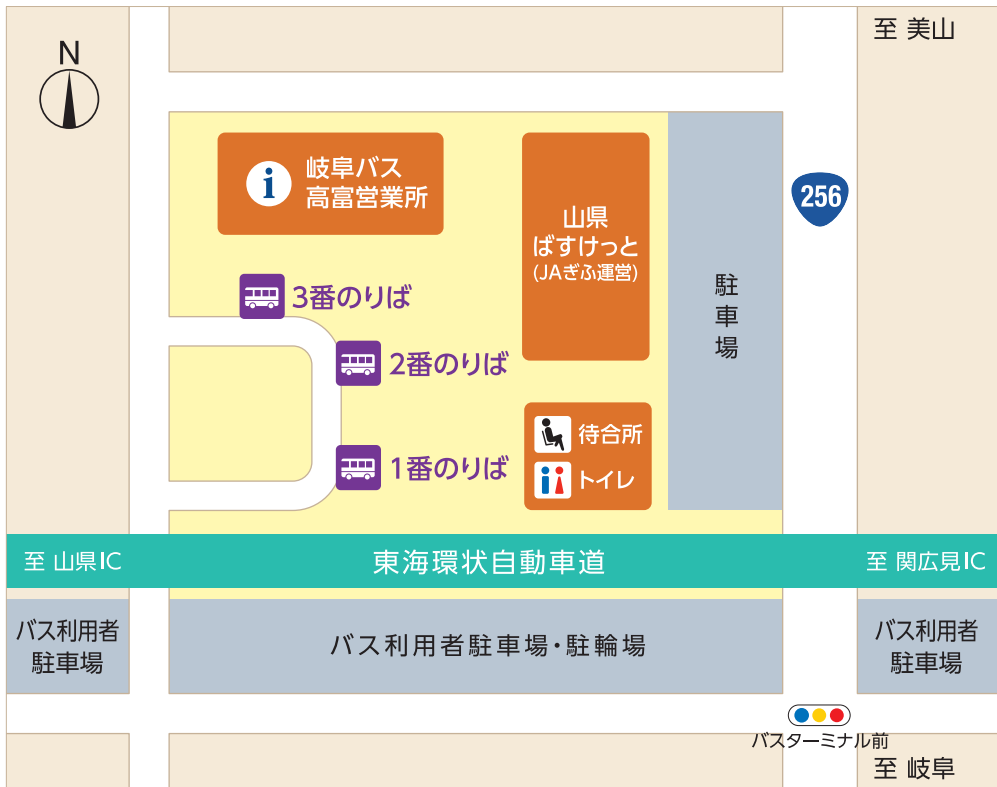 至 美山
N
岐阜バス
高富営業所
山県
ばすけっと
(JAぎふ運営)
256
駐車場
3番のりば
2番のりば
1番のりば
待合所
トイレ
至 山県IC
東海環状自動車道
至 関広見IC
バス利用者
駐車場
バス利用者駐車場・駐輪場
バス利用者
駐車場
バスターミナル前
至 岐阜